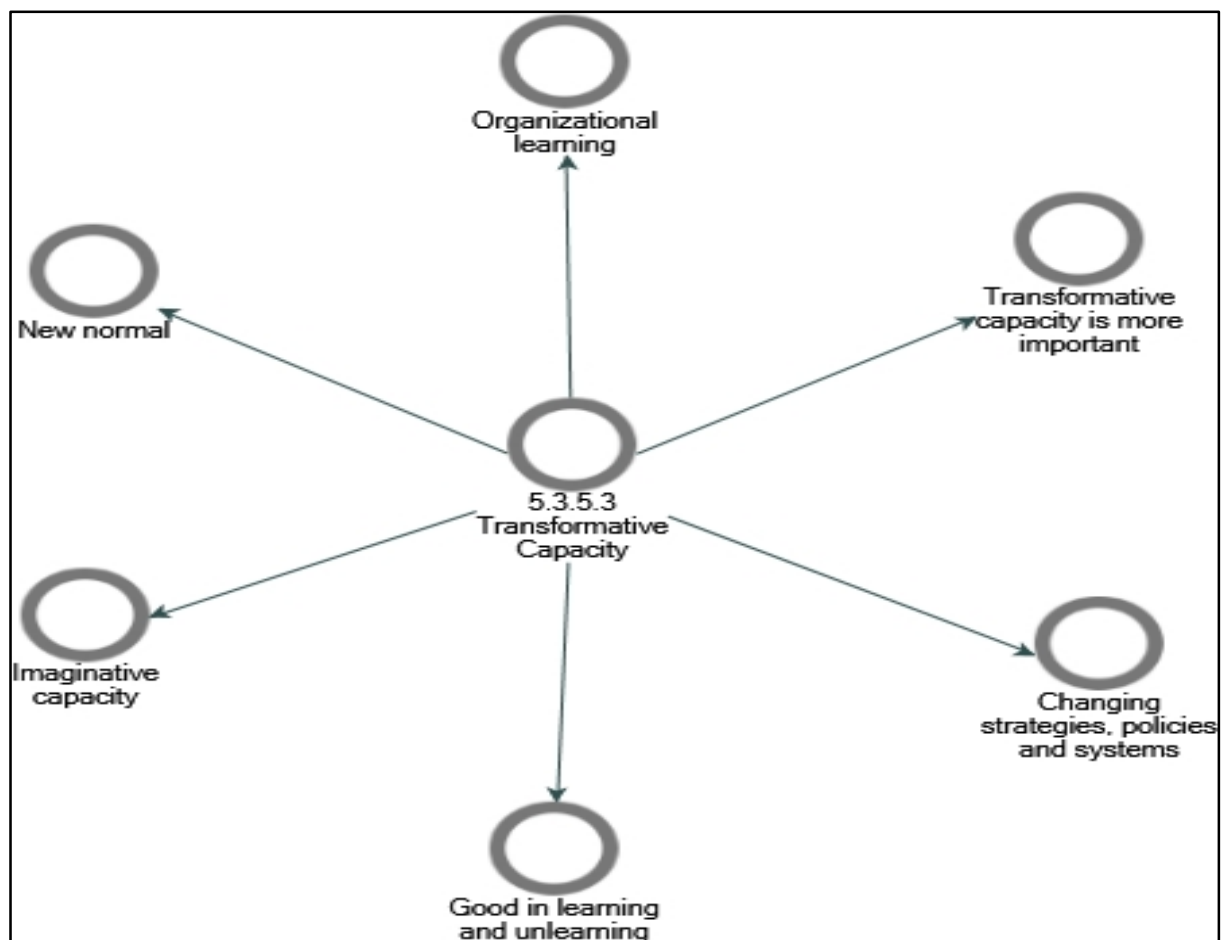 Organizational
learning
Transformative
capacity is more
important
New normal
5.3.5.3
Transformative
Capacity
Imaginative
capacity
Changing
strategies, policies
and systems
Good in learning
and unlearning